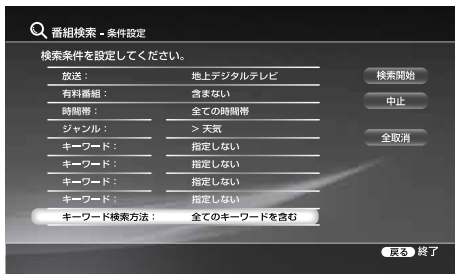 番組検索 - 条件設定
検索条件を設定してください。
放送： 地上デジタルテレビ
有料番組： 含まない
時間帯： 全ての時間帯
ジャンル： > 天気
キーワード： 指定しない
キーワード： 指定しない
キーワード： 指定しない
キーワード： 指定しない
キーワード検索方法： 全てのキーワードを含む
検索開始
中止
全取消
戻る 終了